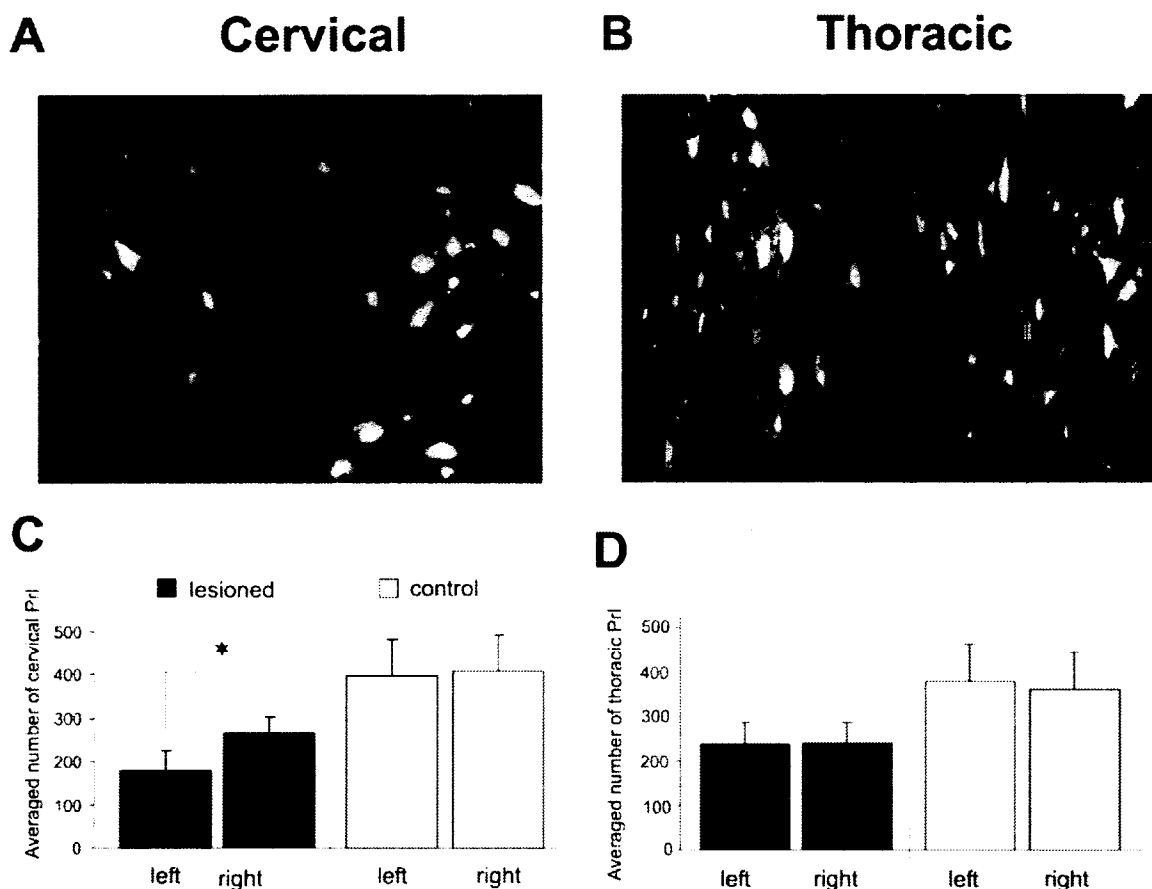 A Cervical
B Thoracic
C
lesioned control
Averaged number of cervical PrI
500
400
300
200
100
0
*
left right left right
D
Averaged number of thoracic PrI
500
400
300
200
100
0
left right left right